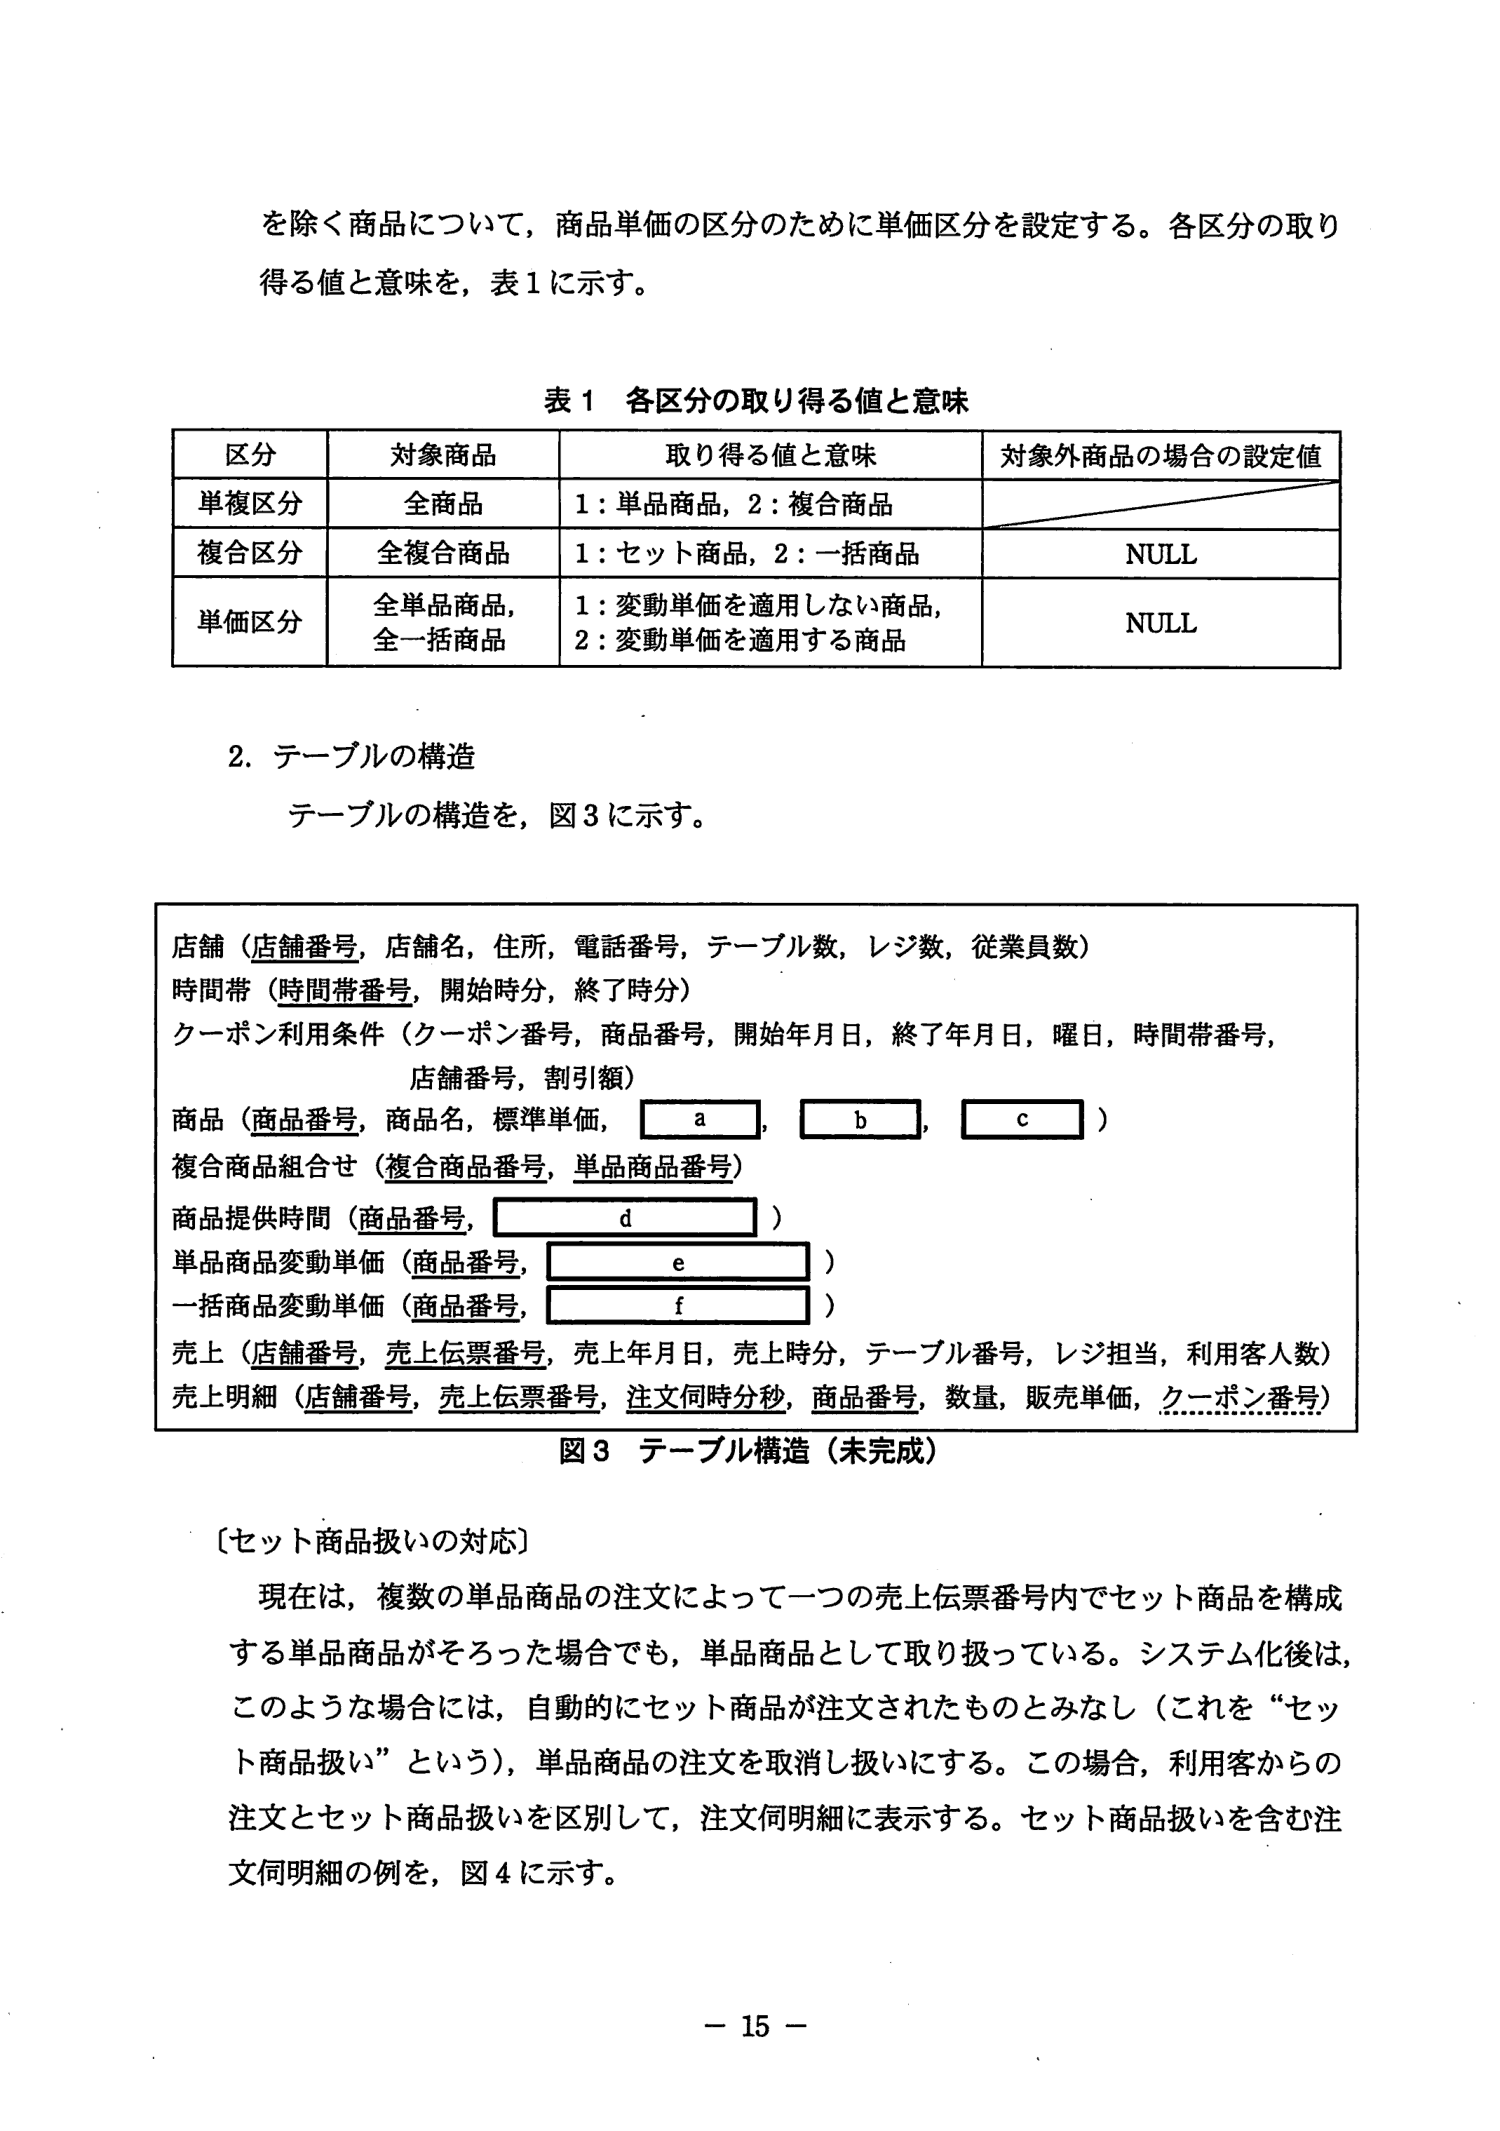 を除く商品について，商品単価の区分のために単価区分を設定する。各区分の取り
得る値と意味を，表1に示す。
表1 各区分の取り得る値と意味
区分 対象商品 取り得る値と意味 対象外商品の場合の設定値
単複区分 全商品 1：単品商品，2：複合商品
複合区分 全複合商品 1：セット商品，2：一括商品 NULL
単価区分 全単品商品，全一括商品 1：変動単価を適用しない商品，2：変動単価を適用する商品 NULL
2．テーブルの構造
テーブルの構造を，図3に示す。
店舗（店舗番号，店舗名，住所，電話番号，テーブル数，レジ数，従業員数）
時間帯（時間帯番号，開始時分，終了時分）
クーポン利用条件（クーポン番号，商品番号，開始年月日，終了年月日，曜日，時間帯番号，
店舗番号，割引額）
商品（商品番号，商品名，標準単価， a ， b ， c ）
複合商品組合せ（複合商品番号，単品商品番号）
商品提供時間（商品番号， d ）
単品商品変動単価（商品番号， e ）
一括商品変動単価（商品番号， f ）
売上（店舗番号，売上伝票番号，売上年月日，売上時分，テーブル番号，レジ担当，利用客人数）
売上明細（店舗番号，売上伝票番号，注文伺時分秒，商品番号，数量，販売単価，クーポン番号）
図3 テーブル構造（未完成）
〔セット商品扱いの対応〕
現在は，複数の単品商品の注文によって一つの売上伝票番号内でセット商品を構成
する単品商品がそろった場合でも，単品商品として取り扱っている。システム化後は，
このような場合には，自動的にセット商品が注文されたものとみなし（これを“セッ
ト商品扱い”という），単品商品の注文を取消し扱いにする。この場合，利用客からの
注文とセット商品扱いを区別して，注文伺明細に表示する。セット商品扱いを含む注
文伺明細の例を，図4に示す。
－ 15 －